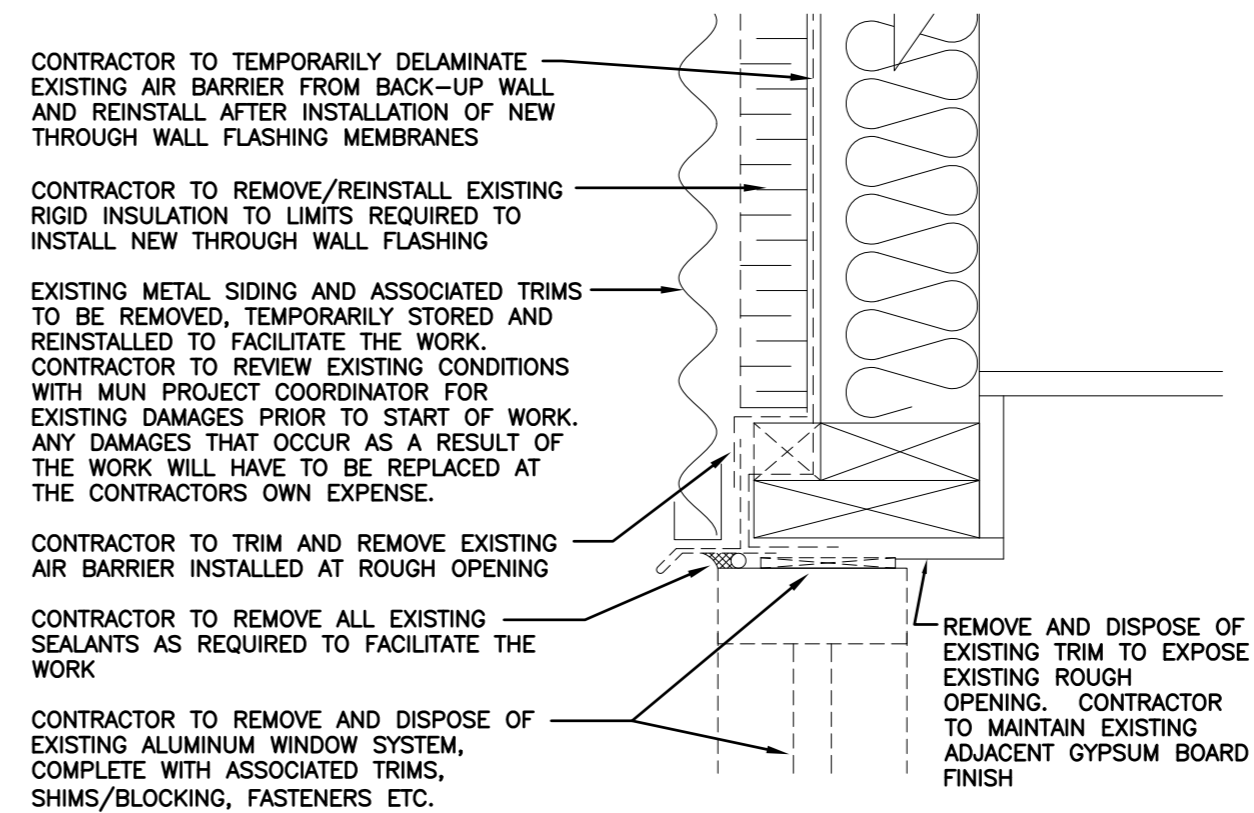 CONTRACTOR TO TEMPORARILY DELAMINATE
EXISTING AIR BARRIER FROM BACK-UP WALL
AND REINSTALL AFTER INSTALLATION OF NEW
THROUGH WALL FLASHING MEMBRANES
CONTRACTOR TO REMOVE/REINSTALL EXISTING
RIGID INSULATION TO LIMITS REQUIRED TO
INSTALL NEW THROUGH WALL FLASHING
EXISTING METAL SIDING AND ASSOCIATED TRIMS
TO BE REMOVED, TEMPORARILY STORED AND
REINSTALLED TO FACILITATE THE WORK.
CONTRACTOR TO REVIEW EXISTING CONDITIONS
WITH MUN PROJECT COORDINATOR FOR
EXISTING DAMAGES PRIOR TO START OF WORK.
ANY DAMAGES THAT OCCUR AS A RESULT OF
THE WORK WILL HAVE TO BE REPLACED AT
THE CONTRACTORS OWN EXPENSE.
CONTRACTOR TO TRIM AND REMOVE EXISTING
AIR BARRIER INSTALLED AT ROUGH OPENING
CONTRACTOR TO REMOVE ALL EXISTING
SEALANTS AS REQUIRED TO FACILITATE THE
WORK
CONTRACTOR TO REMOVE AND DISPOSE OF
EXISTING ALUMINUM WINDOW SYSTEM,
COMPLETE WITH ASSOCIATED TRIMS,
SHIMS/BLOCKING, FASTENERS ETC.
REMOVE AND DISPOSE OF
EXISTING TRIM TO EXPOSE
EXISTING ROUGH
OPENING. CONTRACTOR
TO MAINTAIN EXISTING
ADJACENT GYPSUM BOARD
FINISH